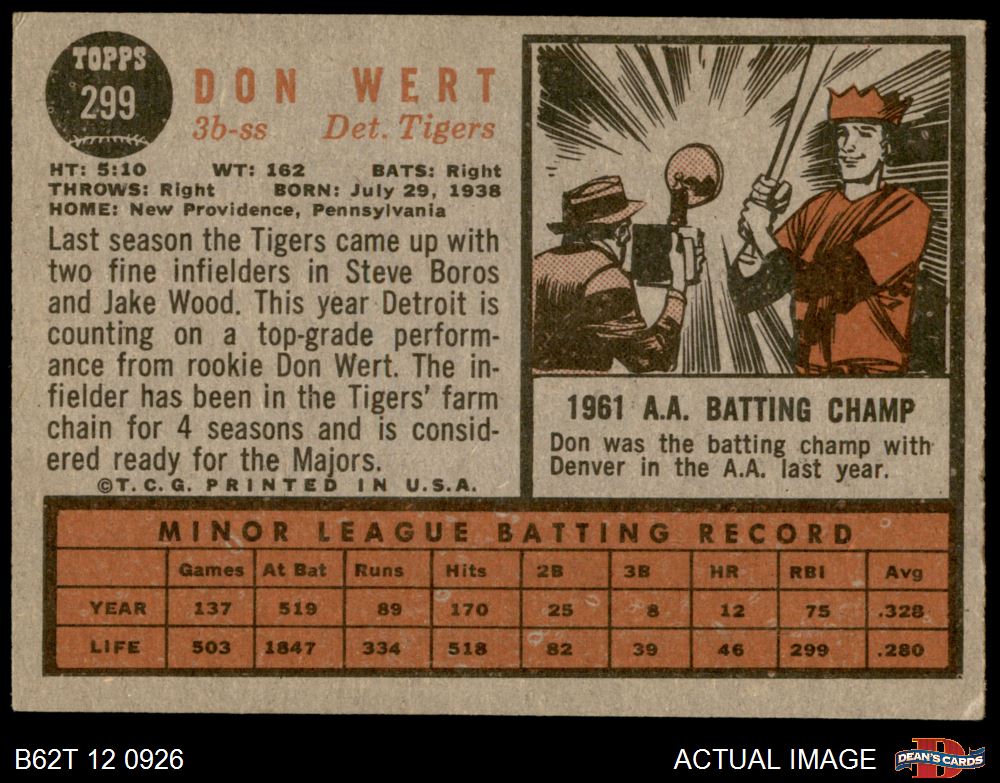 TOPPS
299
DON WERT
3b-ss Det. Tigers
HT: 5:10 WT: 162 BATS: Right
THROWS: Right BORN: July 29, 1938
HOME: New Providence, Pennsylvania
Last season the Tigers came up with
two fine infielders in Steve Boros
and Jake Wood. This year Detroit is
counting on a top-grade perform-
ance from rookie Don Wert. The in-
fielder has been in the Tigers' farm
chain for 4 seasons and is consid-
ered ready for the Majors.
©T.C.G. PRINTED IN U.S.A.
1961 A.A. BATTING CHAMP
Don was the batting champ with
Denver in the A.A. last year.
MINOR LEAGUE BATTING RECORD
Games At Bat Runs Hits 2B 3B HR RBI Avg
YEAR 137 519 89 170 25 8 12 75 .328
LIFE 503 1847 334 518 82 39 46 299 .280
B62T 12 0926
ACTUAL IMAGE
D
DEAN'S CARDS